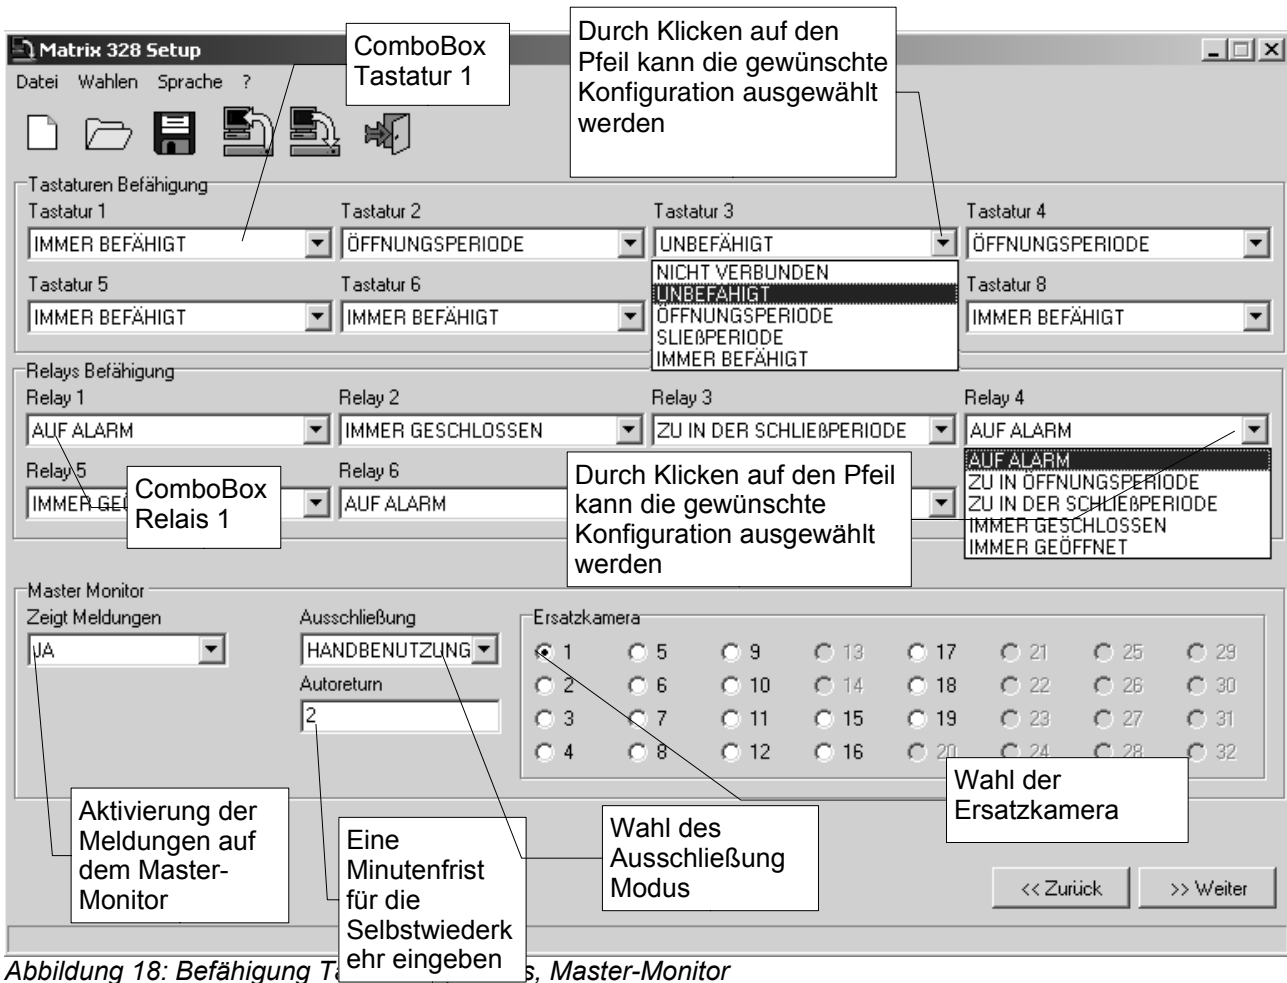 Matrix 328 Setup
ComboBox
Tastatur 1
Durch Klicken auf den
Pfeil kann die gewünschte
Konfiguration ausgewählt
werden
Datei Wahlen Sprache ?
Tastaturen Befähigung
Tastatur 1 Tastatur 2 Tastatur 3 Tastatur 4
IMMER BEFÄHIGT ÖFFNUNGSPERIODE UNBEFÄHIGT ÖFFNUNGSPERIODE
NICHT VERBUNDEN
UNBEFÄHIGT
ÖFFNUNGSPERIODE
SLIEßPERIODE
IMMER BEFÄHIGT
Tastatur 5 Tastatur 6 Tastatur 8
IMMER BEFÄHIGT IMMER BEFÄHIGT IMMER BEFÄHIGT
Relays Befähigung
Relay 1 Relay 2 Relay 3 Relay 4
AUF ALARM IMMER GESCHLOSSEN ZU IN DER SCHLIEßPERIODE AUF ALARM
AUF ALARM
ZU IN ÖFFNUNGSPERIODE
ZU IN DER SCHLIEßPERIODE
IMMER GESCHLOSSEN
IMMER GEÖFFNET
Relay 5 Relay 6
IMMER AUF ALARM
ComboBox
Relais 1
Durch Klicken auf den Pfeil
kann die gewünschte
Konfiguration ausgewählt
werden
Master Monitor
Zeigt Meldungen Ausschließung Ersatzkamera
JA HANDBENUTZUNG
Autoreturn
2
1 5 9 13 17 21 25 29
2 6 10 14 18 22 26 30
3 7 11 15 19 23 27 31
4 8 12 16 20 24 28 32
Aktivierung der
Meldungen auf
dem Master-
Monitor
Eine
Minutenfrist
für die
Selbstwiederk
ehr eingeben
Wahl des
Ausschließung
Modus
Wahl der
Ersatzkamera
<< Zurück >> Weiter
Abbildung 18: Befähigung , Master-Monitor